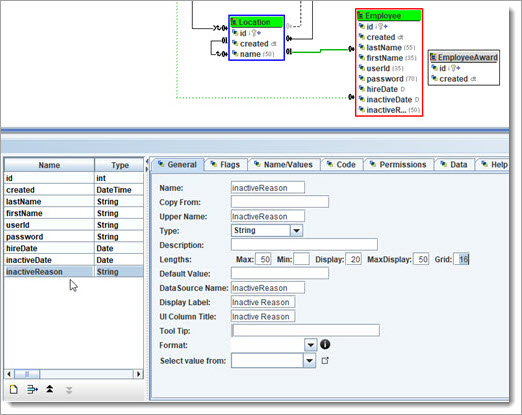 Location
id
created dt
name (50)
Employee
id
created dt
lastName (55)
firstName (35)
userId (35)
password (70)
hireDate D
inactiveDate D
inactiveR... (50)
EmployeeAward
id
created dt
Name Type
id int
created DateTime
lastName String
firstName String
userId String
password String
hireDate Date
inactiveDate Date
inactiveReason String
General Flags Name/Values Code Permissions Data Help
Name: inactiveReason
Copy From:
Upper Name: InactiveReason
Type: String
Description:
Lengths: Max: 50 Min: Display: 20 MaxDisplay: 50 Grid: 16
Default Value:
DataSource Name: InactiveReason
Display Label: Inactive Reason
UI Column Title: Inactive Reason
Tool Tip:
Format:
Select value from: